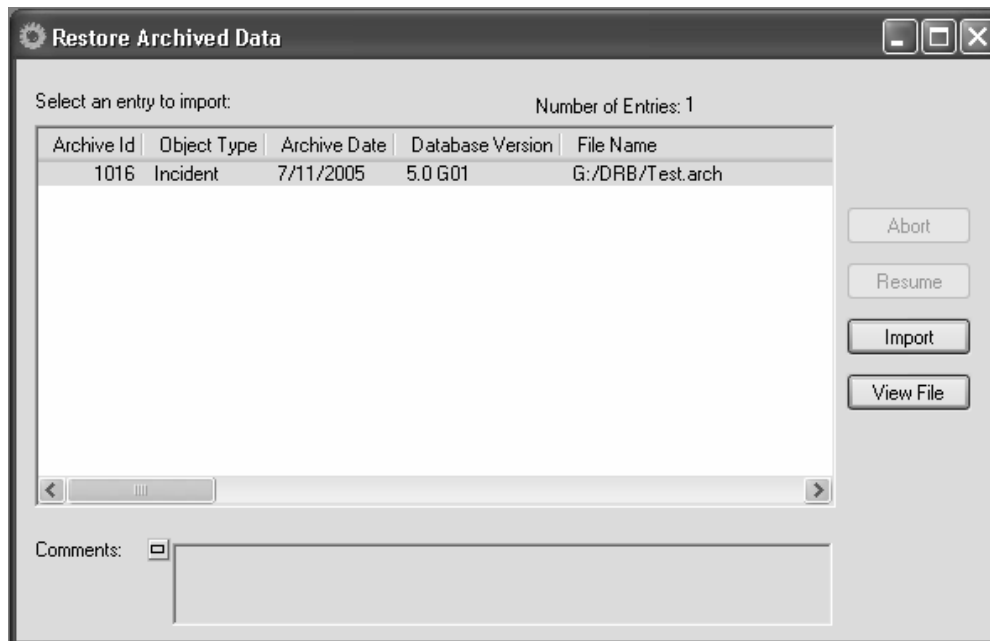 Restore Archived Data
Select an entry to import:
Number of Entries: 1
Archive Id Object Type Archive Date Database Version File Name
1016 Incident 7/11/2005 5.0 G01 G:/DRB/Test.arch
Abort
Resume
Import
View File
Comments: